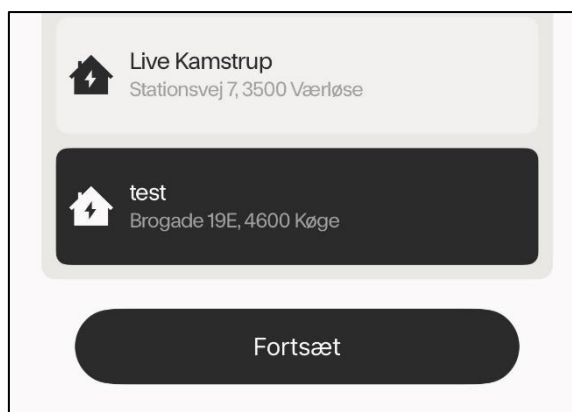 Live Kamstrup
Stationsvej 7, 3500 Værløse
test
Brogade 19E, 4600 Køge
Fortsæt